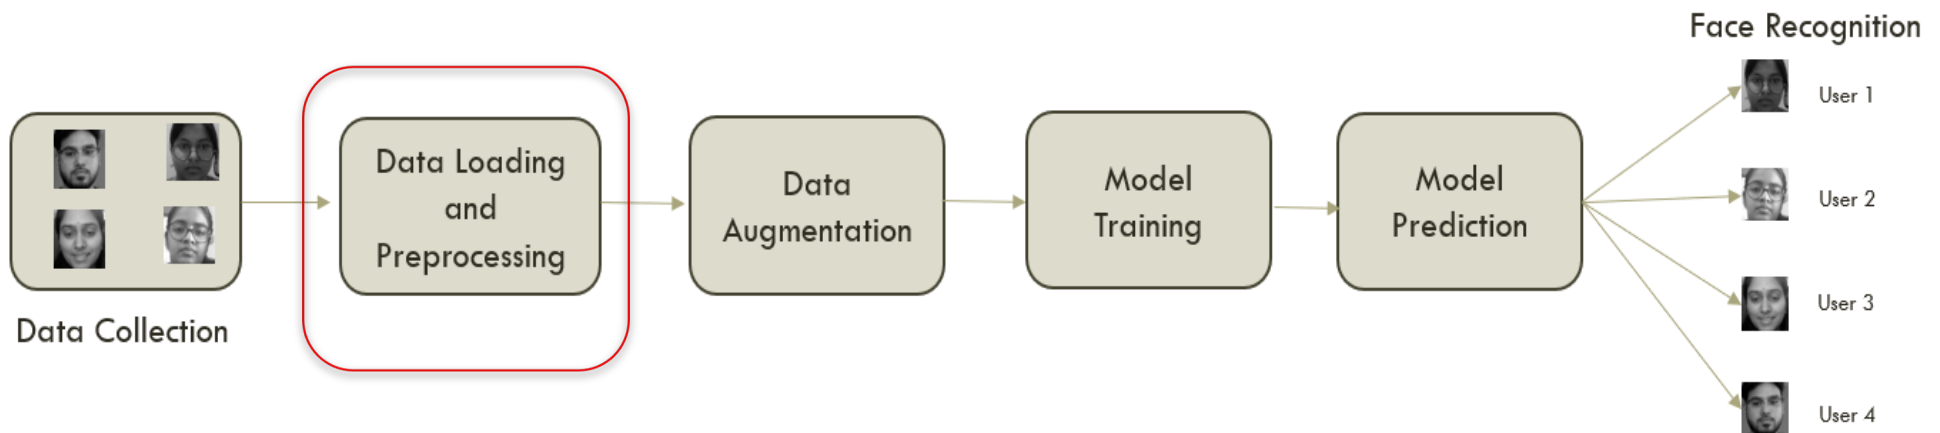 Face Recognition
Data Collection
Data Loading
and
Preprocessing
Data
Augmentation
Model
Training
Model
Prediction
User 1
User 2
User 3
User 4